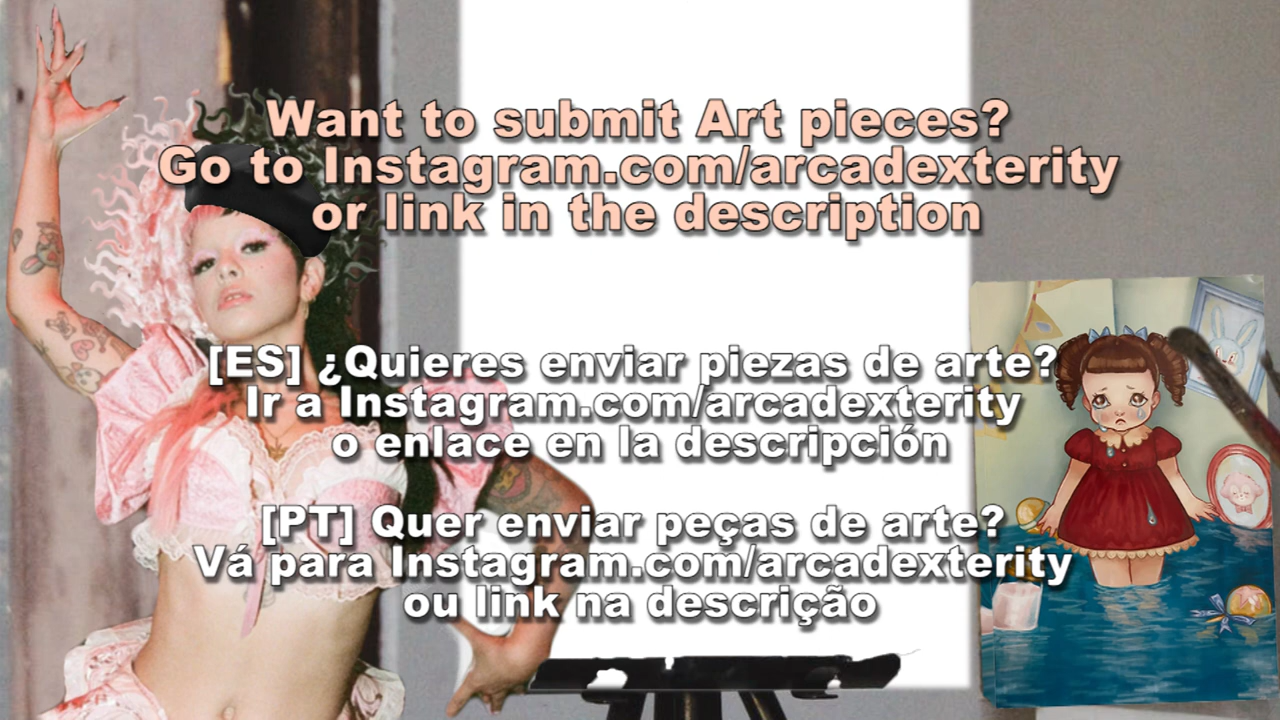 Want to submit Art pieces?
Go to Instagram.com/arcadexterity
or link in the description
[ES] ¿Quieres enviar piezas de arte?
Ir a Instagram.com/arcadexterity
o enlace en la descripción
[PT] Quer enviar peças de arte?
Vá para Instagram.com/arcadexterity
ou link na descrição